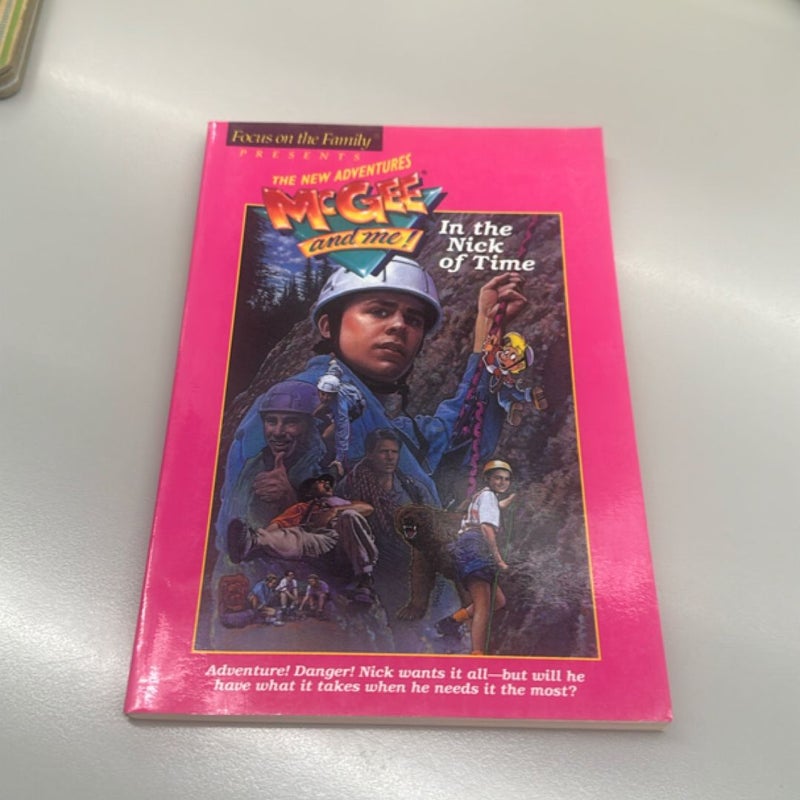 Focus on the Family
PRESENTS
THE NEW ADVENTURES
McGEE
and me!
In the
Nick
of Time
Adventure! Danger! Nick wants it all—but will he
have what it takes when he needs it the most?